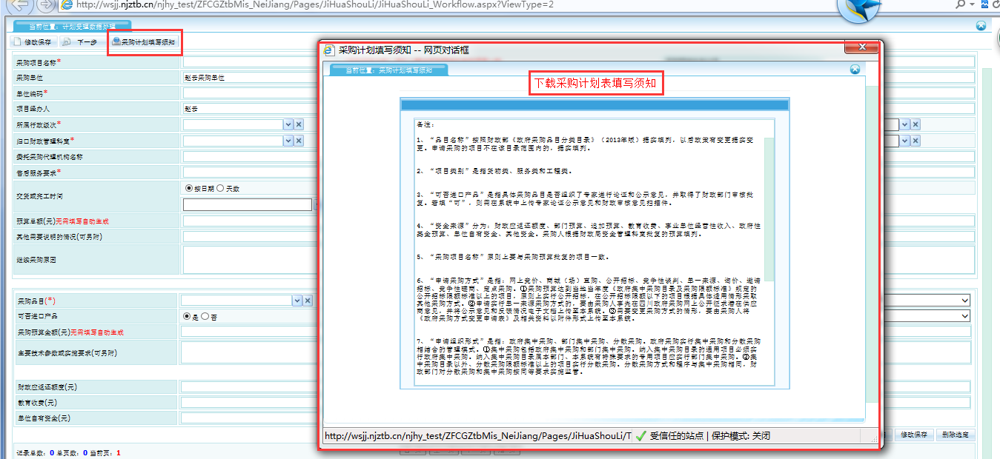 http://wsjj.njztb.cn/njhy_test/ZFCGZtbMis_NeiJiang/Pages/JiHuaShouLi/JiHuaShouLi_Workflow.aspx?ViewType=2
当前位置：计划受理数据处理
修改保存 下一步 采购计划填写须知
采购项目名称*
采购单位 赵云采购单位
单位编码*
项目经办人 赵云
所属行政级次*
归口财政管理科室*
委托采购代理机构名称
售后服务要求*
交货或完工时间 按日期 天数
预算总额(元)无需填写自动生成
其他需要说明的情况(可另附)
继续采购原因
采购品目(*)
可否进口产品 是 否
采购预算金额(元)无需填写自动生成
主要技术参数或实施要求(可另附)
财政应返还额度(元)
教育收费(元)
单位自有资金(元)
修改保存 删除选定
记录总数：0 总页数：0 当前页：1
采购计划填写须知 -- 网页对话框
当前位置：采购计划填写须知
下载采购计划表填写须知
备注：
1、“品目名称”按照财政部《政府采购品目分类目录》（2013年版）据实填列，以后政策有变更据实变
更。申请采购的项目不在该目录范围内的，据实填列。
2、“项目类别”是指货物类、服务类和工程类。
3、“可否进口产品”是指具体采购品目是否组织了专家进行论证和公示意见，并取得了财政部门审核批
复。若填“可”，则需在系统中上传专家论证公示意见和财政审核意见扫描件。
4、“资金来源”分为：财政应返还额度、部门预算、追加预算、教育收费、事业单位经营性收入、政府性
基金预算、单位自有资金、其他资金。采购人根据财政局资金管理科室批复的预算填列。
5、“采购项目名称”原则上要与采购预算批复的项目一致。
6、“申请采购方式”是指：网上竞价、商城（场）直购、公开招标、竞争性谈判、单一来源、询价、邀请
招标、竞争性磋商、定点采购。①采购预算达到当地当年度《政府集中采购目录及采购限额标准》规定的
公开招标限额标准以上的项目，原则上实行公开招标，在公开招标限额以下的项目根据具体适用情形采取
其他采购方式。②申请实行单一来源采购方式的，要由采购人事先在四川政府采购网上公开征求潜在供应
商意见，并将公示意见和反馈情况电子文档上传至本系统。③需要变更采购方式的情形，要由采购人将
《政府采购方式变更申请表》及相关资料以附件形式上传至本系统。
7、“申请组织形式”是指：政府集中采购、部门集中采购、分散采购。政府采购实行集中采购和分散采购
相结合的管理模式。①集中采购包括政府集中采购和部门集中采购。纳入集中采购目录的通用项目必须实
行政府集中采购。纳入集中采购目录属本部门、本系统有特殊要求的专用项目应实行部门集中采购。②集
中采购目录以外、分散采购限额标准以上的项目实行分散采购。分散采购方式和程序与集中采购相同，财
政部门对分散采购和集中采购按同等要求实施监管。
http://wsjj.njztb.cn/njhy_test/ZFCGZtbMis_NeiJiang/Pages/JiHuaShouLi/T 受信任的站点 | 保护模式: 关闭